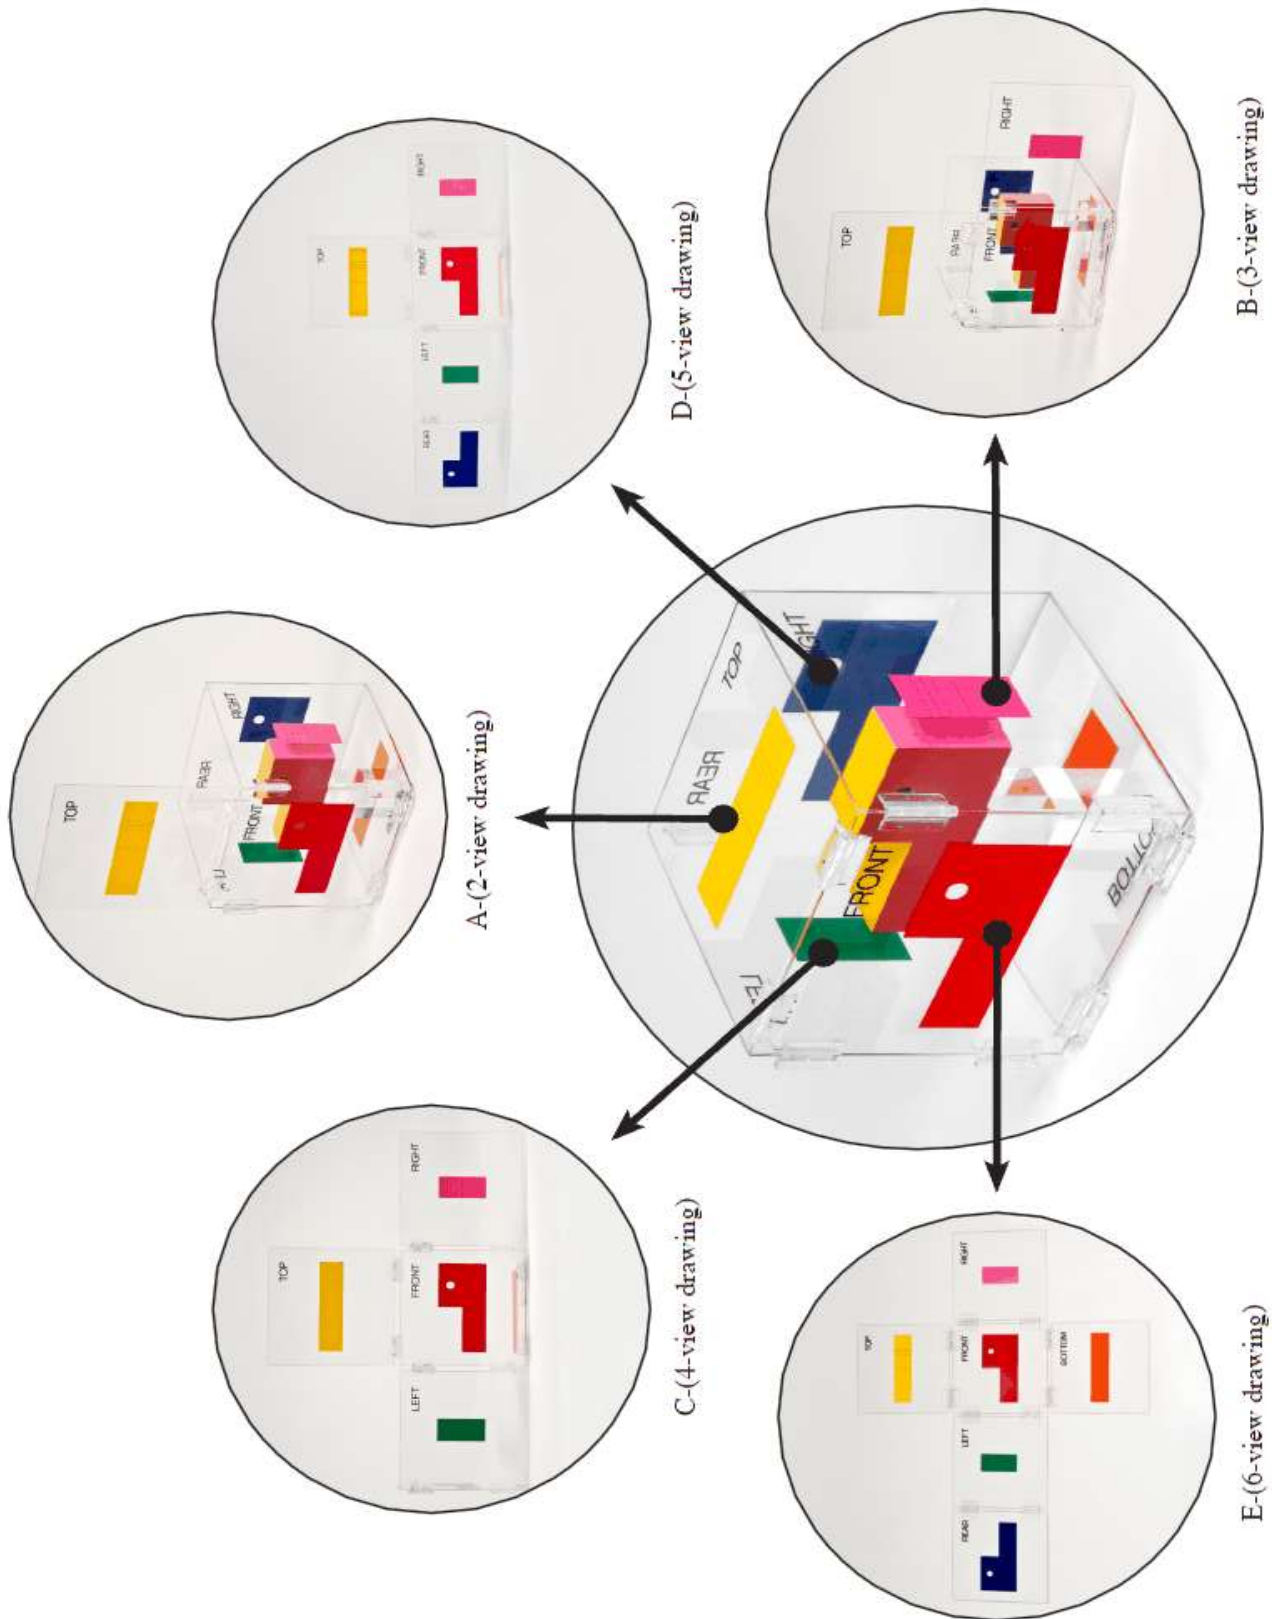 TOP
RIGHT
REAR
FRONT
A-(2-view drawing)
TOP
RIGHT
REAR
FRONT
B-(3-view drawing)
TOP
LEFT
FRONT
RIGHT
C-(4-view drawing)
TOP
REAR
LEFT
FRONT
RIGHT
D-(5-view drawing)
TOP
REAR
LEFT
FRONT
RIGHT
BOTTOM
E-(6-view drawing)
TOP
REAR
FRONT